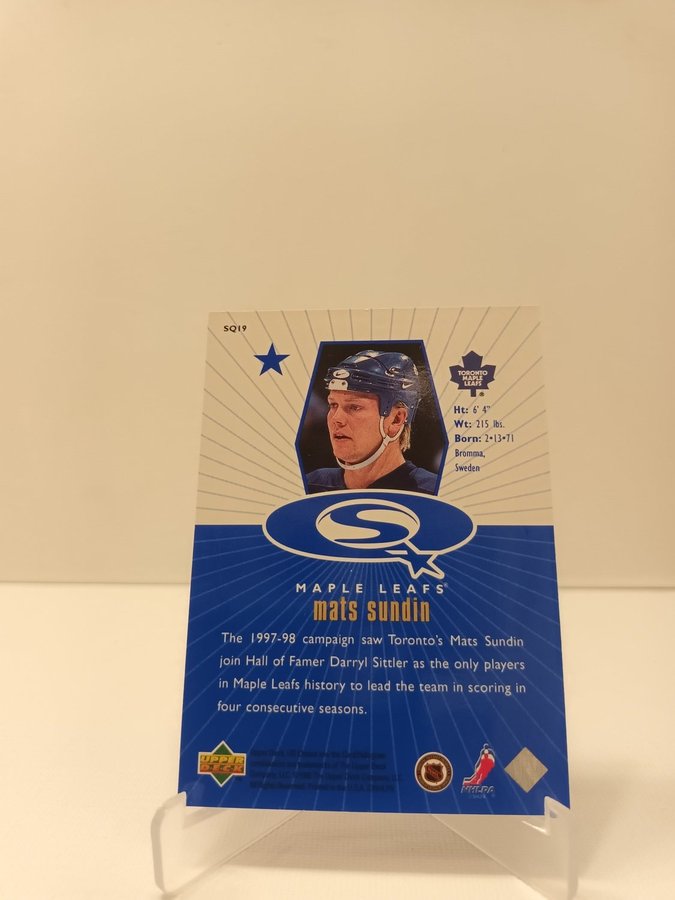 SQ19
TORONTO
MAPLE
LEAFS
®
Ht: 6' 4"
Wt: 215 lbs.
Born: 2•13•71
Bromma,
Sweden
SQ
MAPLE LEAFS®
mats sundin
The 1997-98 campaign saw Toronto's Mats Sundin
join Hall of Famer Darryl Sittler as the only players
in Maple Leafs history to lead the team in scoring in
four consecutive seasons.
UPPER
DECK
NHLPA